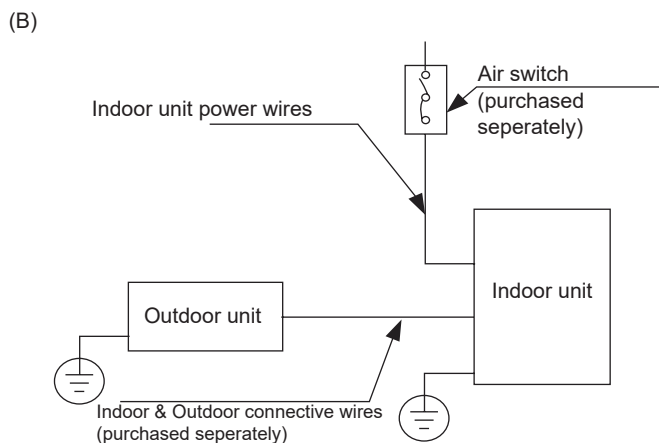 (B)
Air switch
(purchased
seperately)
Indoor unit power wires
Indoor unit
Outdoor unit
Indoor & Outdoor connective wires
(purchased seperately)